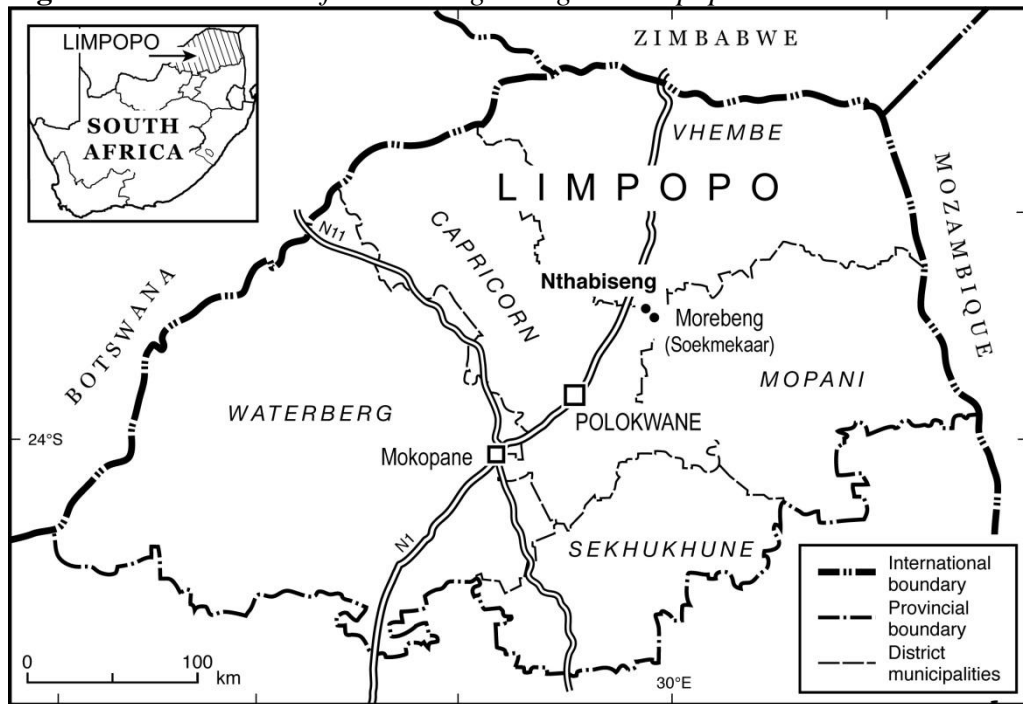 LIMPOPO
SOUTH
AFRICA
ZIMBABWE
VHEMBE
LIMPOPO
MOZAMBIQUE
N11
CAPRICORN
Nthabiseng
Morebeng
(Soekmekaar)
BOTSWANA
MOPANI
WATERBERG
POLOKWANE
24°S
Mokopane
N1
SEKHUKHUNE
International
boundary
Provincial
boundary
District
municipalities
0 100
km
30°E